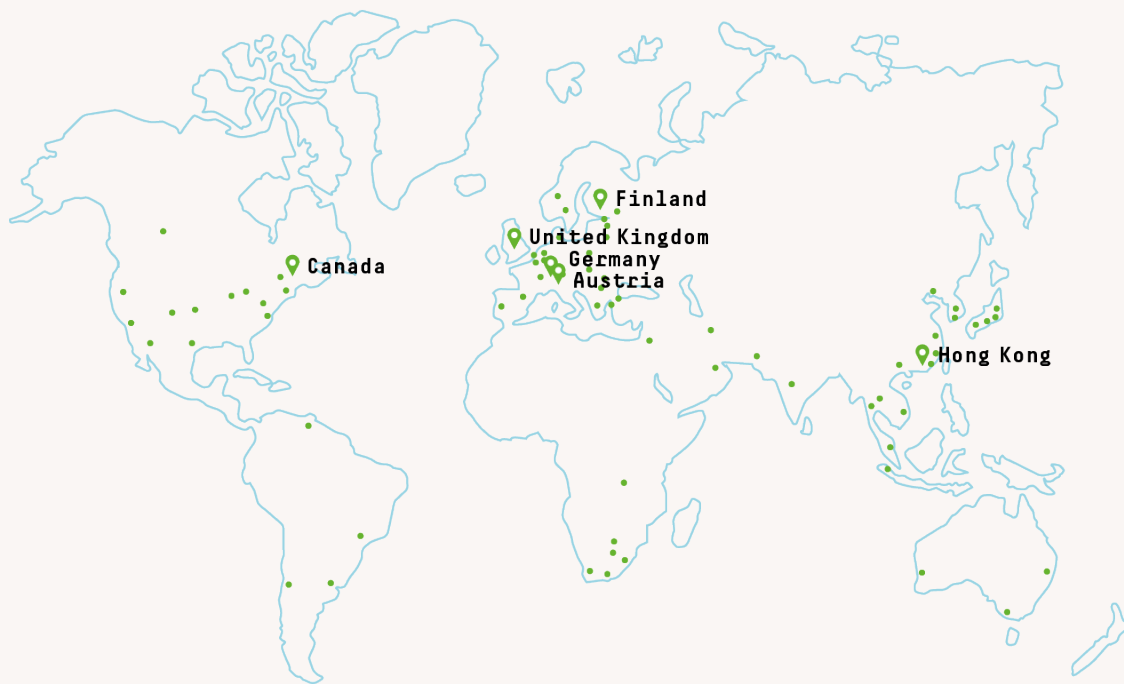 Finland
United Kingdom
Germany
Canada
Austria
Hong Kong